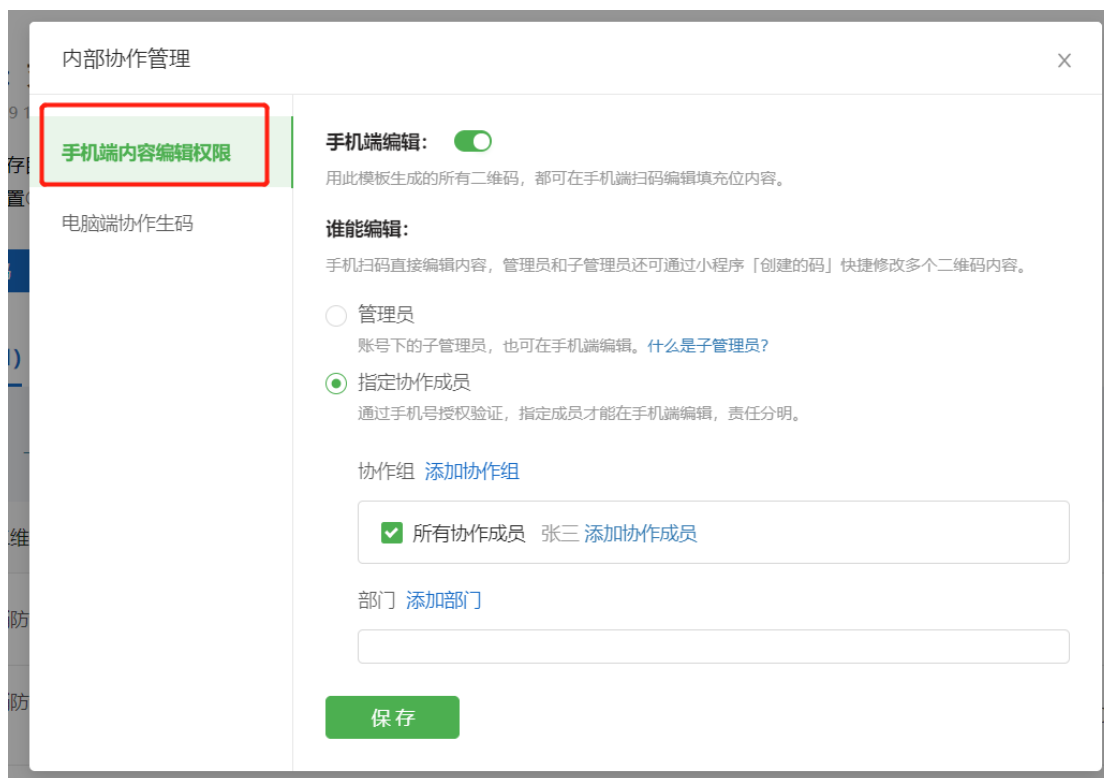 内部协作管理
手机端内容编辑权限
电脑端协作生码
手机端编辑：
用此模板生成的所有二维码，都可在手机端扫码编辑填充位内容。
谁能编辑：
手机扫码直接编辑内容，管理员和子管理员还可通过小程序「创建的码」快捷修改多个二维码内容。
管理员
账号下的子管理员，也可在手机端编辑。什么是子管理员？
指定协作成员
通过手机号授权验证，指定成员才能在手机端编辑，责任分明。
协作组 添加协作组
所有协作成员 张三 添加协作成员
部门 添加部门
保存
9 1
置
维
防
防